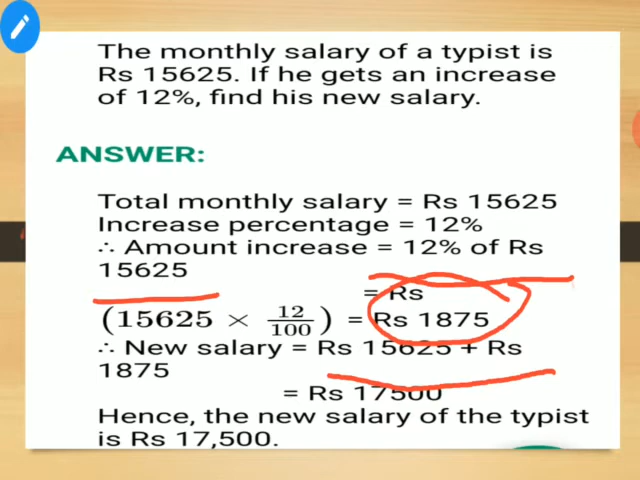 The monthly salary of a typist is
Rs 15625. If he gets an increase
of 12%, find his new salary.
ANSWER:
Total monthly salary = Rs 15625
Increase percentage = 12%
∴ Amount increase = 12% of Rs
15625
= Rs
(15625 × 12/100) = Rs 1875
∴ New salary = Rs 15625 + Rs
1875
= Rs 17500
Hence, the new salary of the typist
is Rs 17,500.